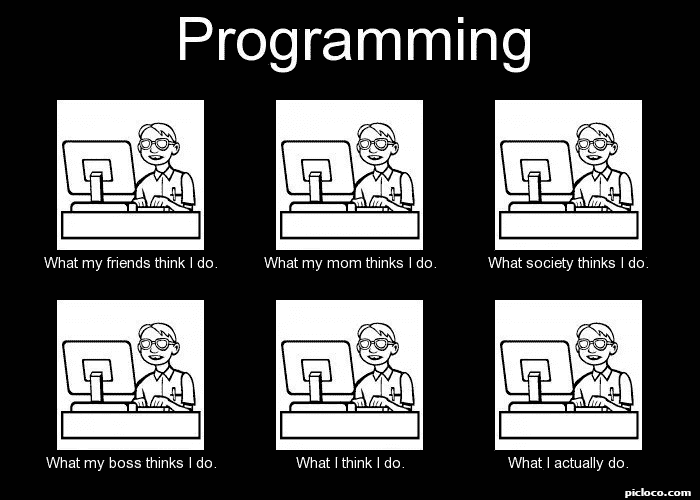 Programming
What my friends think I do.
What my mom thinks I do.
What society thinks I do.
What my boss thinks I do.
What I think I do.
What I actually do.
picloco.com